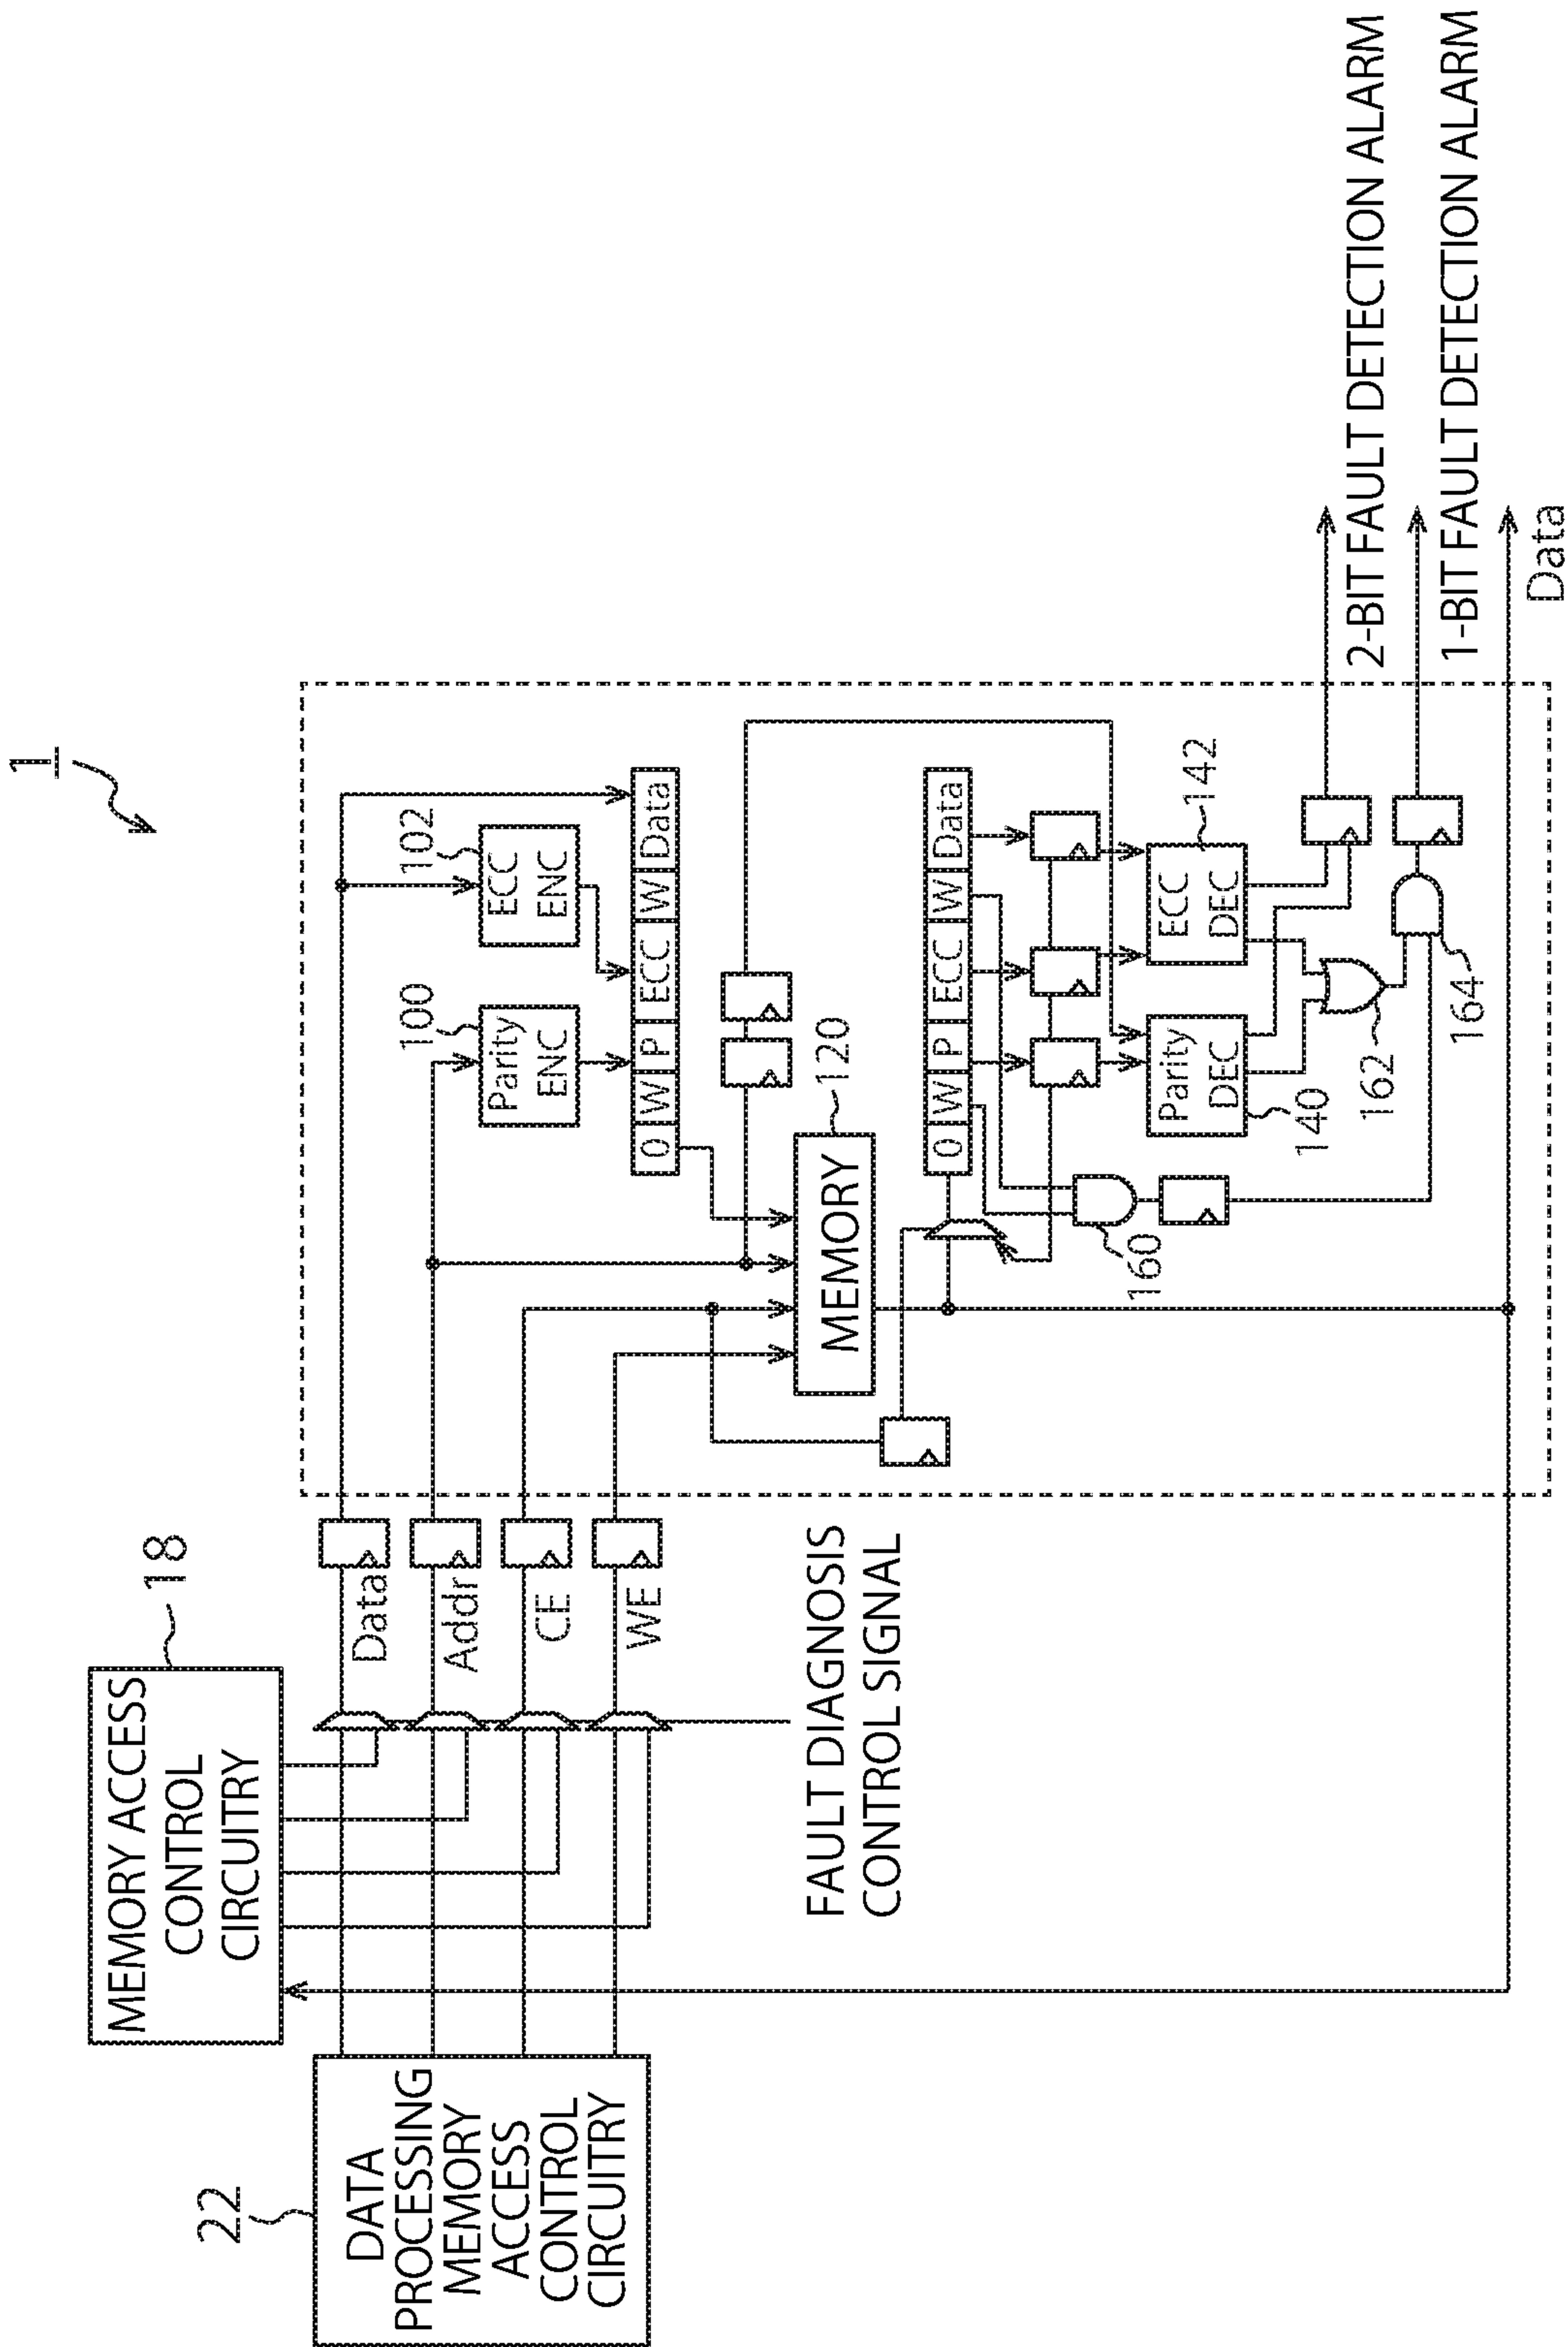 1
MEMORY ACCESS
CONTROL
CIRCUITRY
18
22
DATA
PROCESSING
MEMORY
ACCESS
CONTROL
CIRCUITRY
Data
Addr
CE
WE
FAULT DIAGNOSIS
CONTROL SIGNAL
100
Parity
ENC
102
ECC
ENC
0 W P ECC W Data
MEMORY
120
0 W P ECC W Data
160
Parity
DEC
140
ECC
DEC
142
162
164
2-BIT FAULT DETECTION ALARM
1-BIT FAULT DETECTION ALARM
Data